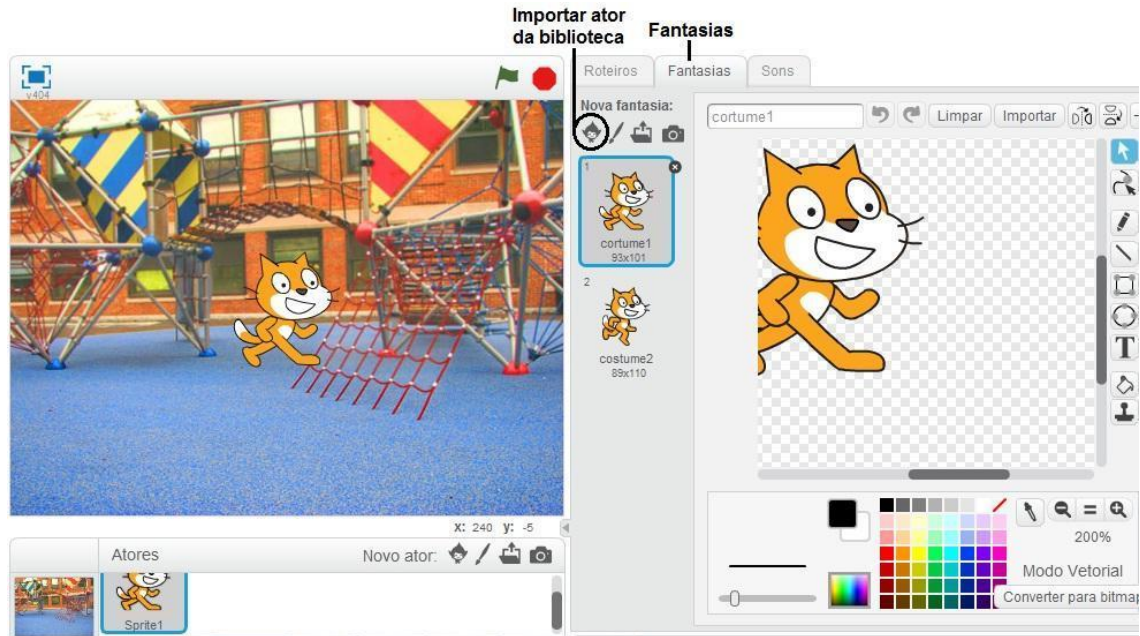 Importar ator
da biblioteca
Fantasias
v404
Roteiros
Fantasias
Sons
Nova fantasia:
cortume1
Limpar
Importar
1
cortume1
93x101
2
costume2
89x110
T
X: 240 y: -5
Atores
Novo ator:
Sprite1
200%
Modo Vetorial
Converter para bitmap